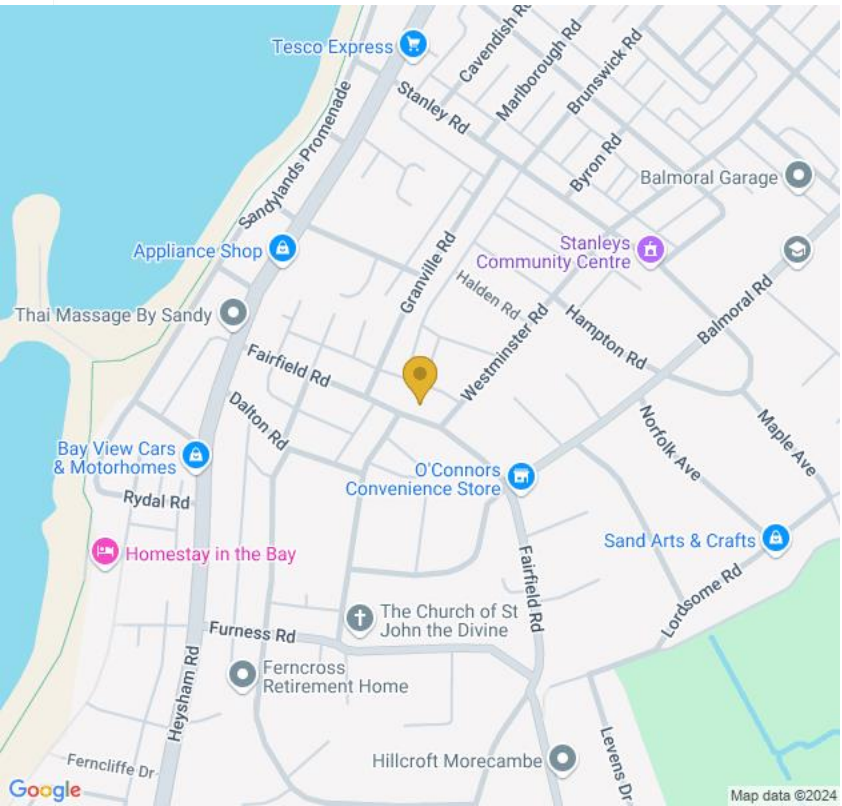 Tesco Express
Cavendish Rd
Marlborough Rd
Brunswick Rd
Stanley Rd
Sandylands Promenade
Byron Rd
Balmoral Garage
Appliance Shop
Granville Rd
Stanleys
Community Centre
Halden Rd
Balmoral Rd
Thai Massage By Sandy
Hampton Rd
Westminster Rd
Fairfield Rd
Dalton Rd
Norfolk Ave
Maple Ave
Bay View Cars
& Motorhomes
O'Connors
Convenience Store
Rydal Rd
Sand Arts & Crafts
Homestay in the Bay
Fairfield Rd
Lordsome Rd
The Church of St
John the Divine
Furness Rd
Ferncross
Retirement Home
Heysham Rd
Levens Dr
Hillcroft Morecambe
Ferncliffe Dr
Google
Map data ©2024